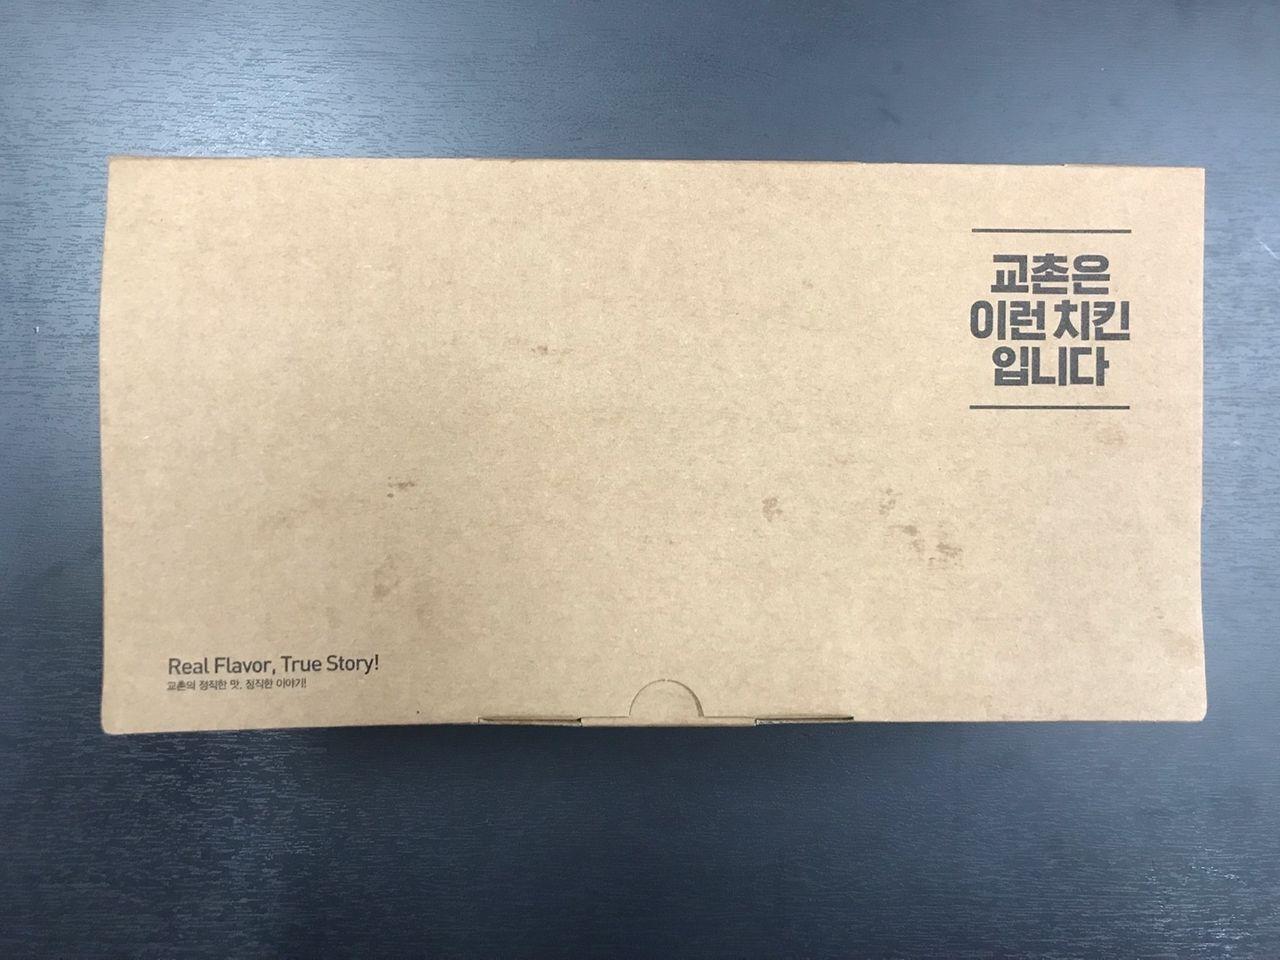 교촌은
이런 치킨
입니다
Real Flavor, True Story!
교촌의 정직한 맛, 정직한 이야기!